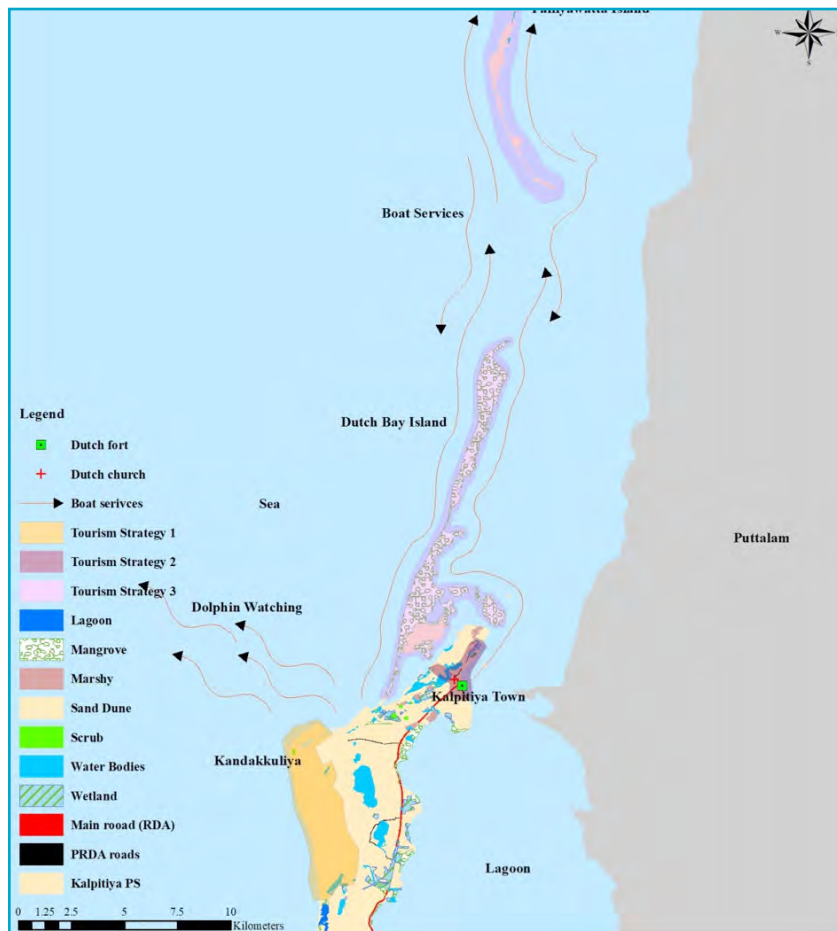 Paniyawatta Island
W
S
Boat Services
Dutch Bay Island
Legend
Dutch fort
Dutch church
Boat serivces
Sea
Tourism Strategy 1
Tourism Strategy 2
Tourism Strategy 3
Puttalam
Dolphin Watching
Lagoon
Mangrove
Marshy
Sand Dune
Kalpitiya Town
Scrub
Water Bodies
Kandakkuliya
Wetland
Main rooad (RDA)
PRDA roads
Kalpitiya PS
Lagoon
0 1.25 2.5 5 7.5 10
Kilometers